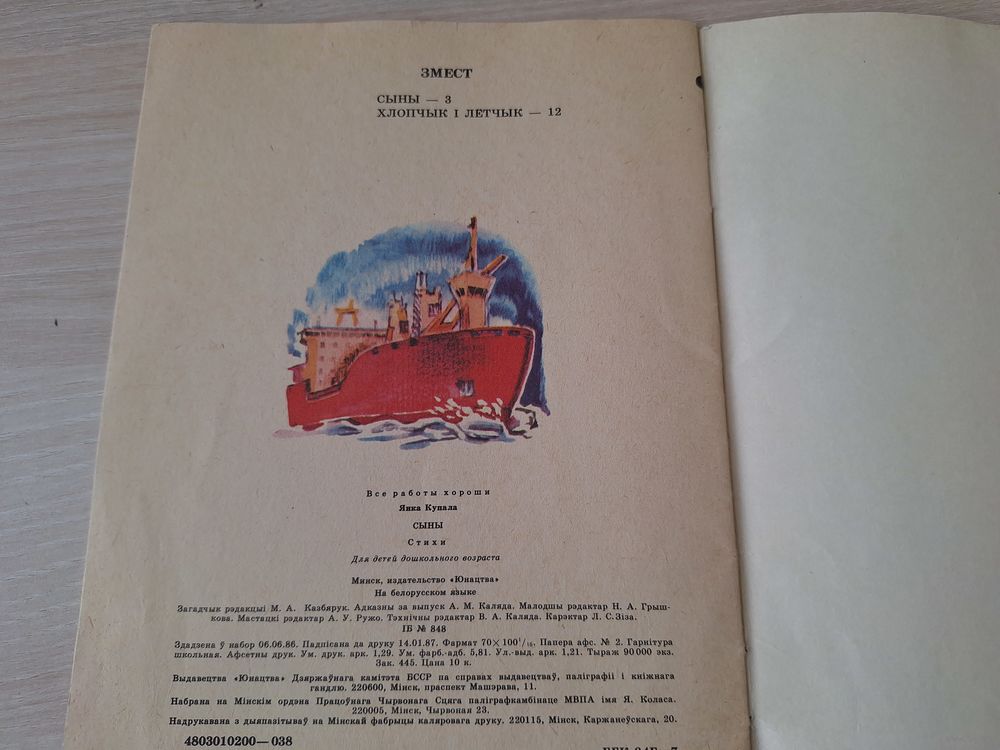 ЗМЕСТ
СЫНЫ — 3
ХЛОПЧЫК І ЛЕТЧЫК — 12
Все работы хороши
Янка Купала
СЫНЫ
Стихи
Для детей дошкольного возраста
Минск, издательство «Юнацтва»
На белорусском языке
Загадчык рэдакцыі М. А. Казбярук. Адказны за выпуск А. М. Каляда. Малодшы рэдактар Н. А. Грыш-
кова. Мастацкі рэдактар А. У. Ружо. Тэхнічны рэдактар В. А. Каляда. Карэктар Л. С. Зіза.
ІБ № 848
Здадзена ў набор 06.06.86. Падпісана да друку 14.01.87. Фармат 70×100¹/₁₆. Папера афс. № 2. Гарнітура
школьная. Афсетны друк. Ум. друк. арк. 1,29. Ум. фарб.-адб. 5,81. Ул.-выд. арк. 1,21. Тыраж 90 000 экз.
Зак. 445. Цана 10 к.
Выдавецтва «Юнацтва» Дзяржаўнага камітэта БССР па справах выдавецтваў, паліграфіі і кніжнага
гандлю. 220600, Мінск, праспект Машэрава, 11.
Набрана на Мінскім ордэна Працоўнага Чырвонага Сцяга паліграфкамбінаце МВПА імя Я. Коласа.
220005, Мінск, Чырвоная 23.
Надрукавана з дыяпазітываў на Мінскай фабрыцы каляровага друку. 220115, Мінск, Каржанеўскага, 20.
4803010200—038